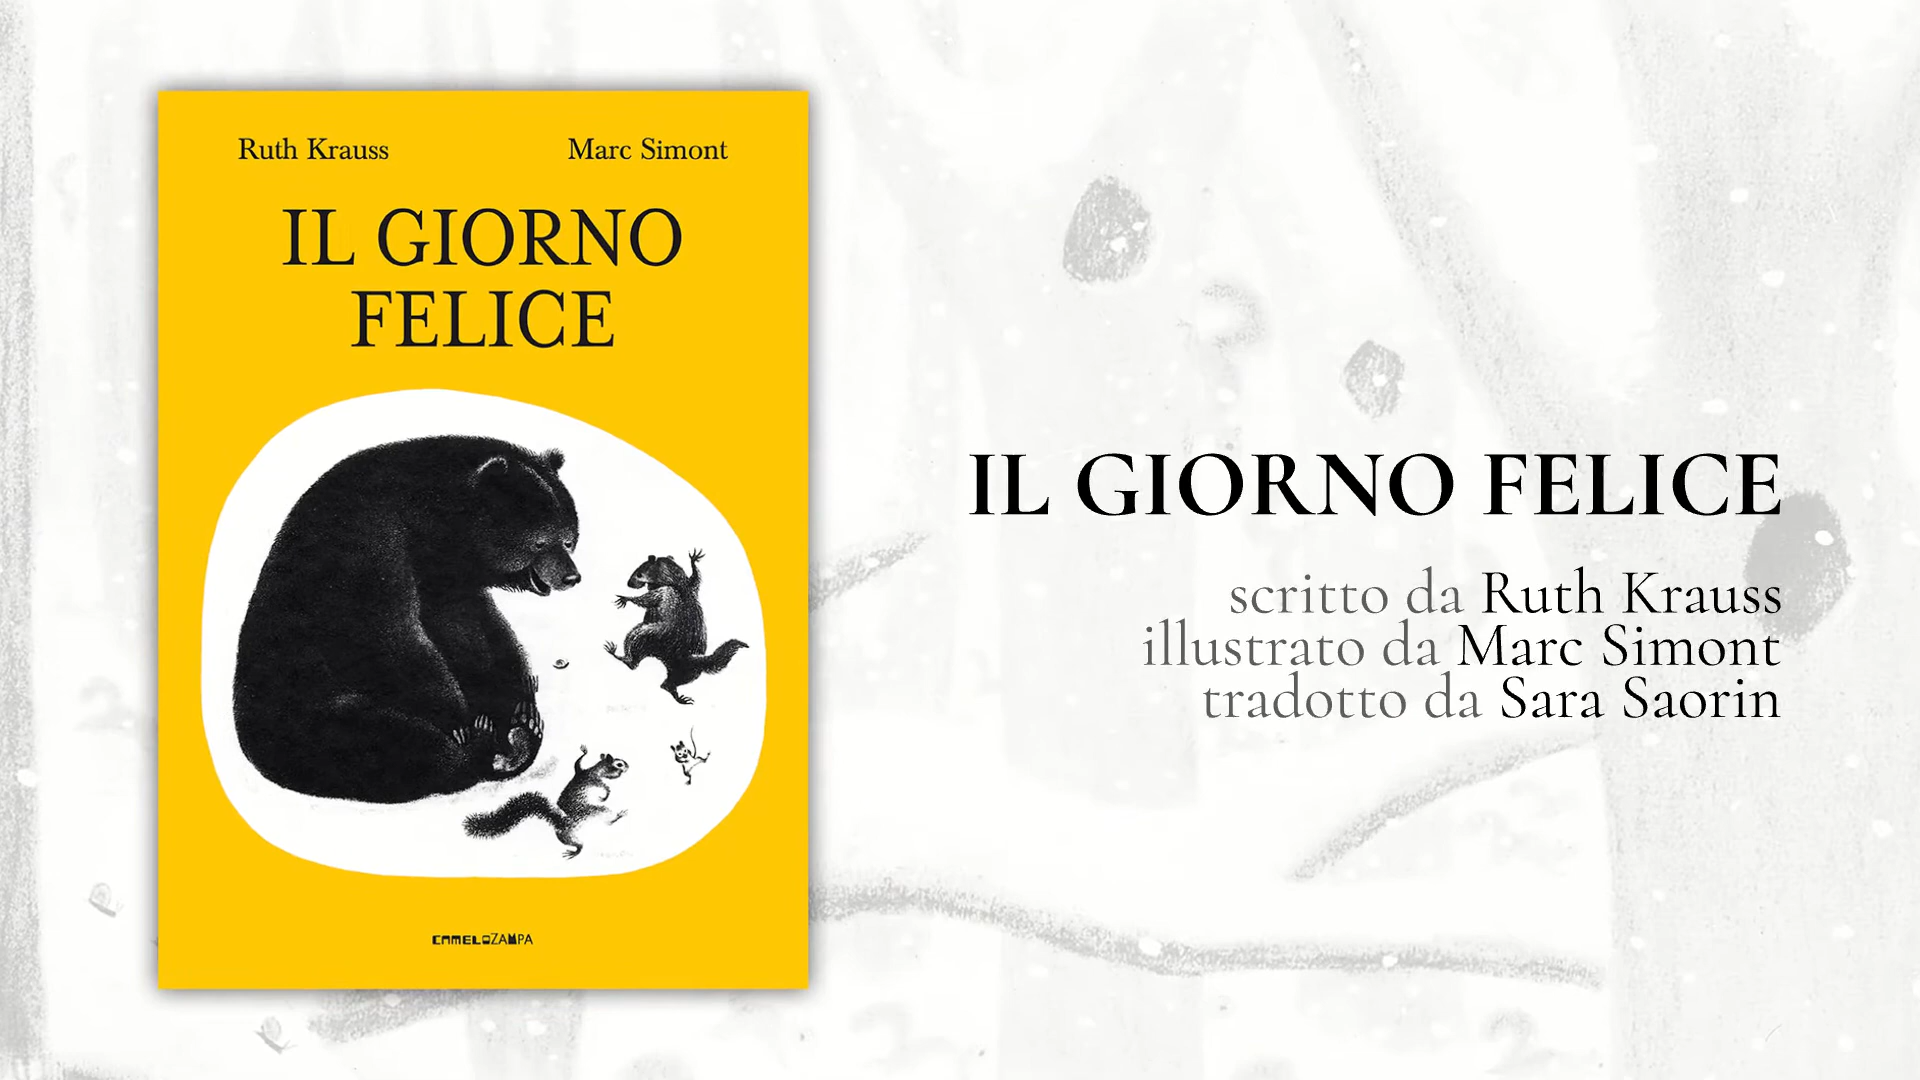 Ruth Krauss
Marc Simont
IL GIORNO
FELICE
CAMELOZAMPA
IL GIORNO FELICE
scritto da Ruth Krauss
illustrato da Marc Simont
tradotto da Sara Saorin